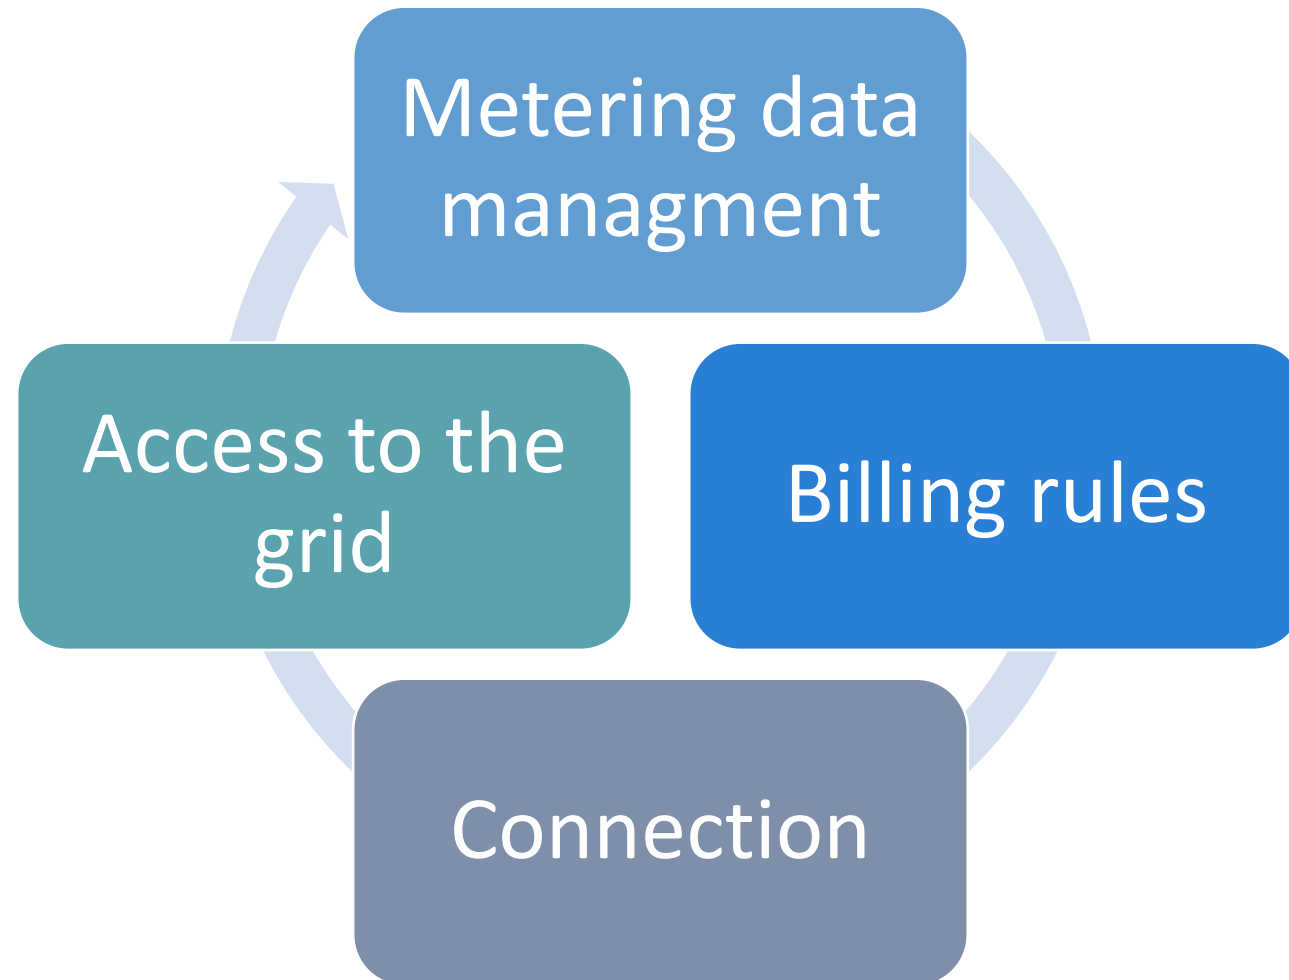 Metering data
managment
Access to the
grid
Billing rules
Connection